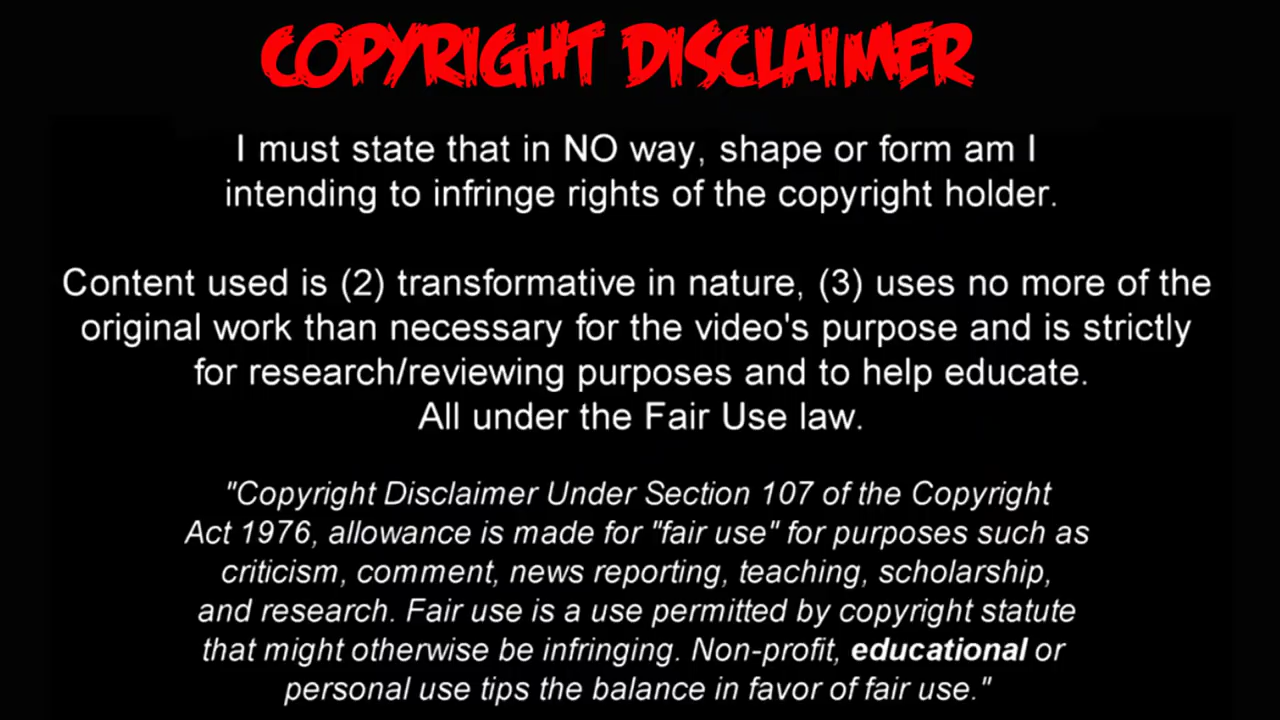 COPYRIGHT DISCLAIMER
I must state that in NO way, shape or form am I
intending to infringe rights of the copyright holder.
Content used is (2) transformative in nature, (3) uses no more of the
original work than necessary for the video's purpose and is strictly
for research/reviewing purposes and to help educate.
All under the Fair Use law.
"Copyright Disclaimer Under Section 107 of the Copyright
Act 1976, allowance is made for "fair use" for purposes such as
criticism, comment, news reporting, teaching, scholarship,
and research. Fair use is a use permitted by copyright statute
that might otherwise be infringing. Non-profit, educational or
personal use tips the balance in favor of fair use."